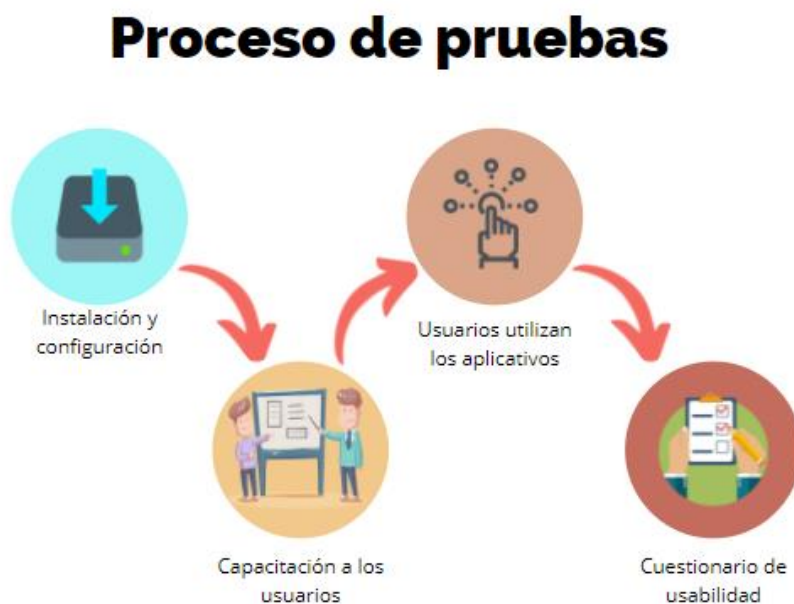 Proceso de pruebas
Instalación y
configuración
Capacitación a los
usuarios
Usuarios utilizan
los aplicativos
Cuestionario de
usabilidad